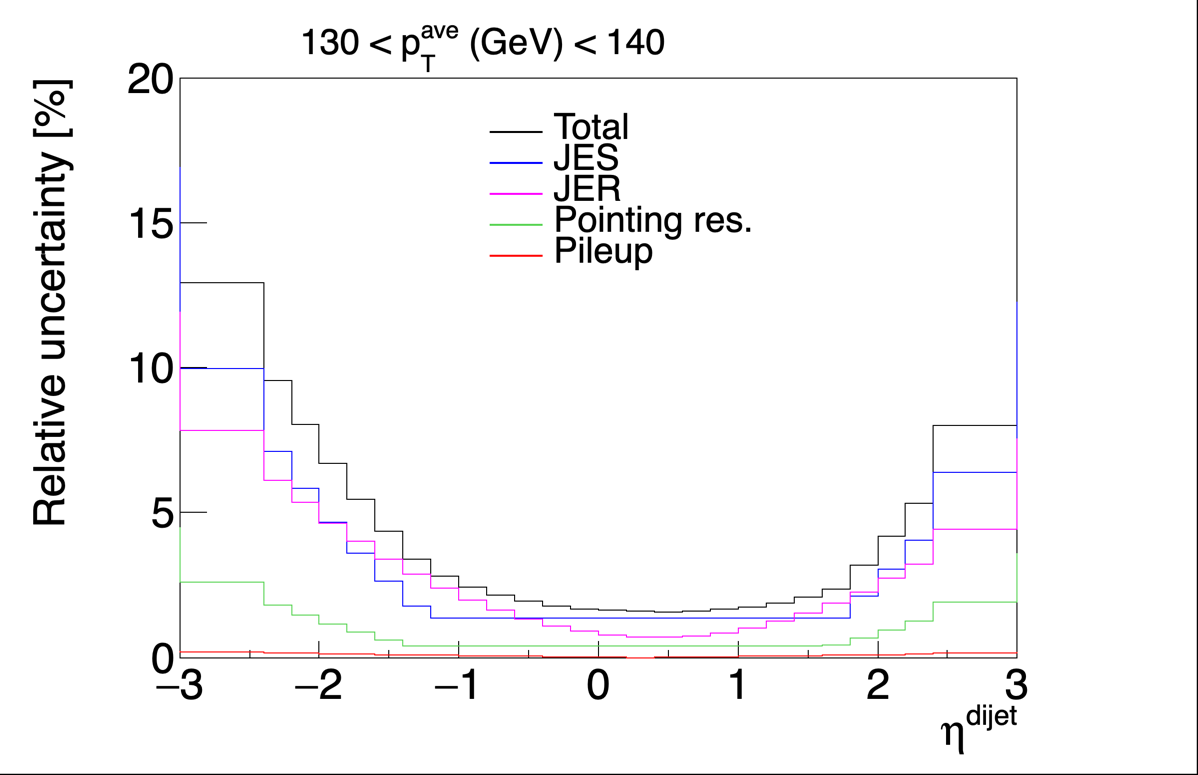 130 < p_T^ave (GeV) < 140
Relative uncertainty [%]
20
15
10
5
0
Total
JES
JER
Pointing res.
Pileup
−3 −2 −1 0 1 2 3
η^dijet